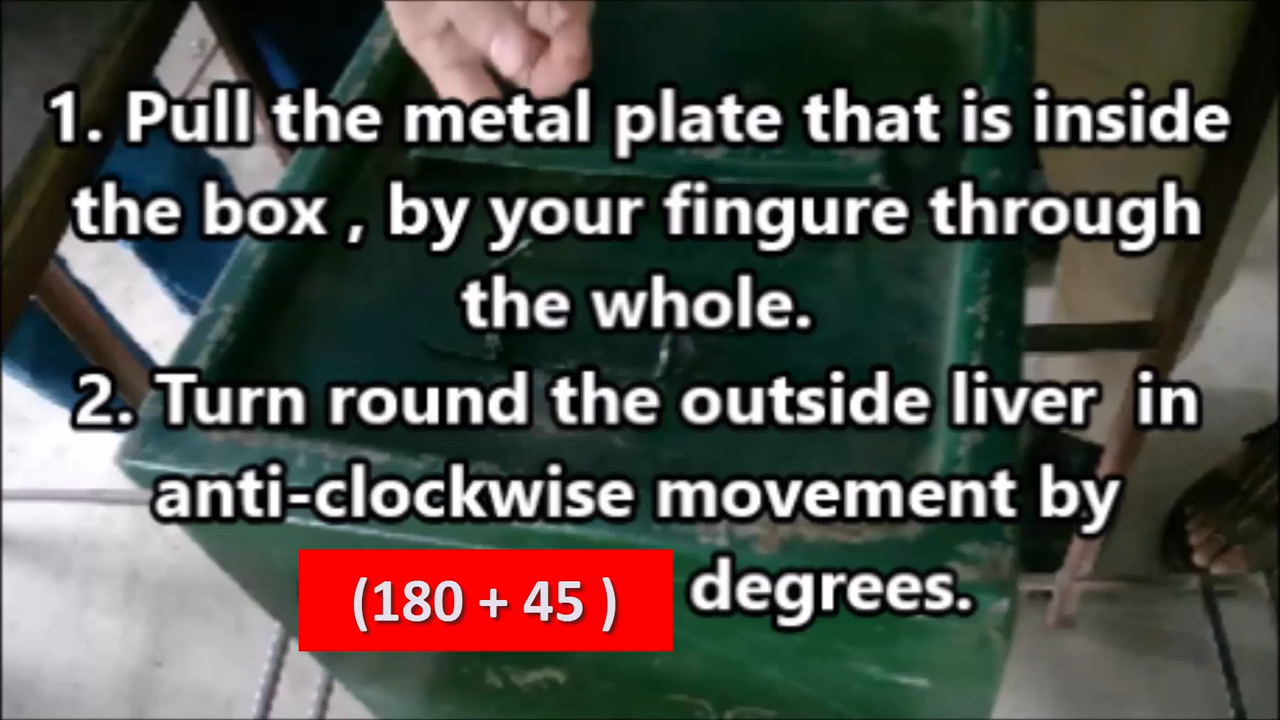 1. Pull the metal plate that is inside
the box , by your fingure through
the whole.
2. Turn round the outside liver  in
anti-clockwise movement by
(180 + 45 ) degrees.